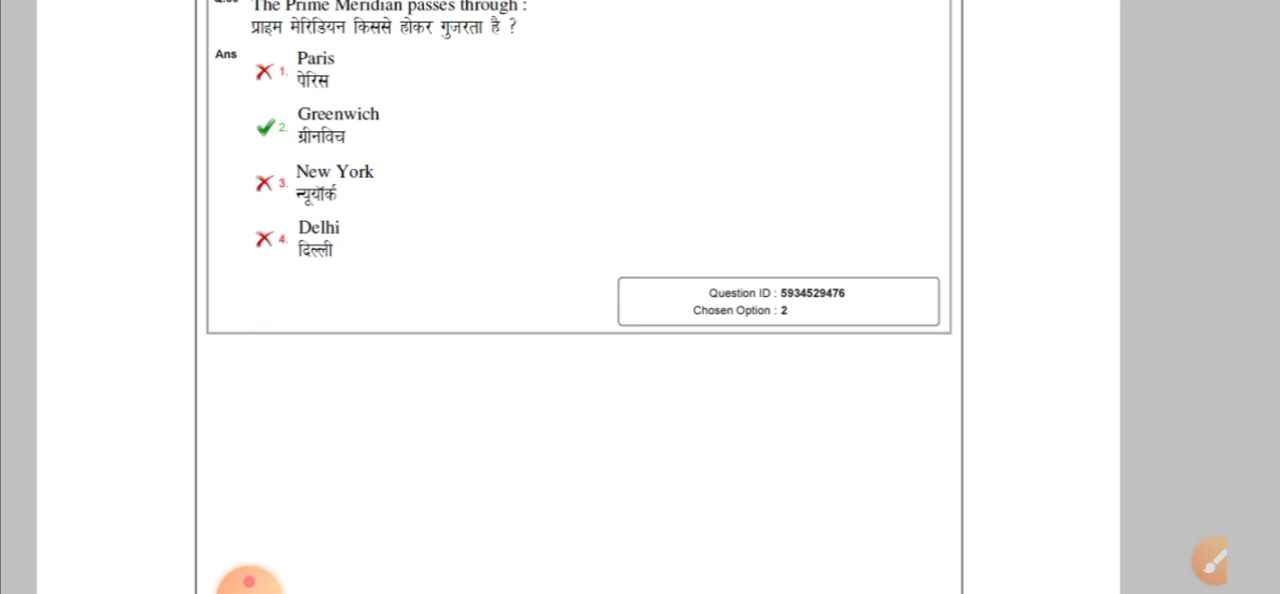 The Prime Meridian passes through :
प्राइम मेरिडियन किससे होकर गुजरता है ?
Ans
1. Paris
पेरिस
2. Greenwich
ग्रीनविच
3. New York
न्यूयॉर्क
4. Delhi
दिल्ली
Question ID : 5934529476
Chosen Option : 2